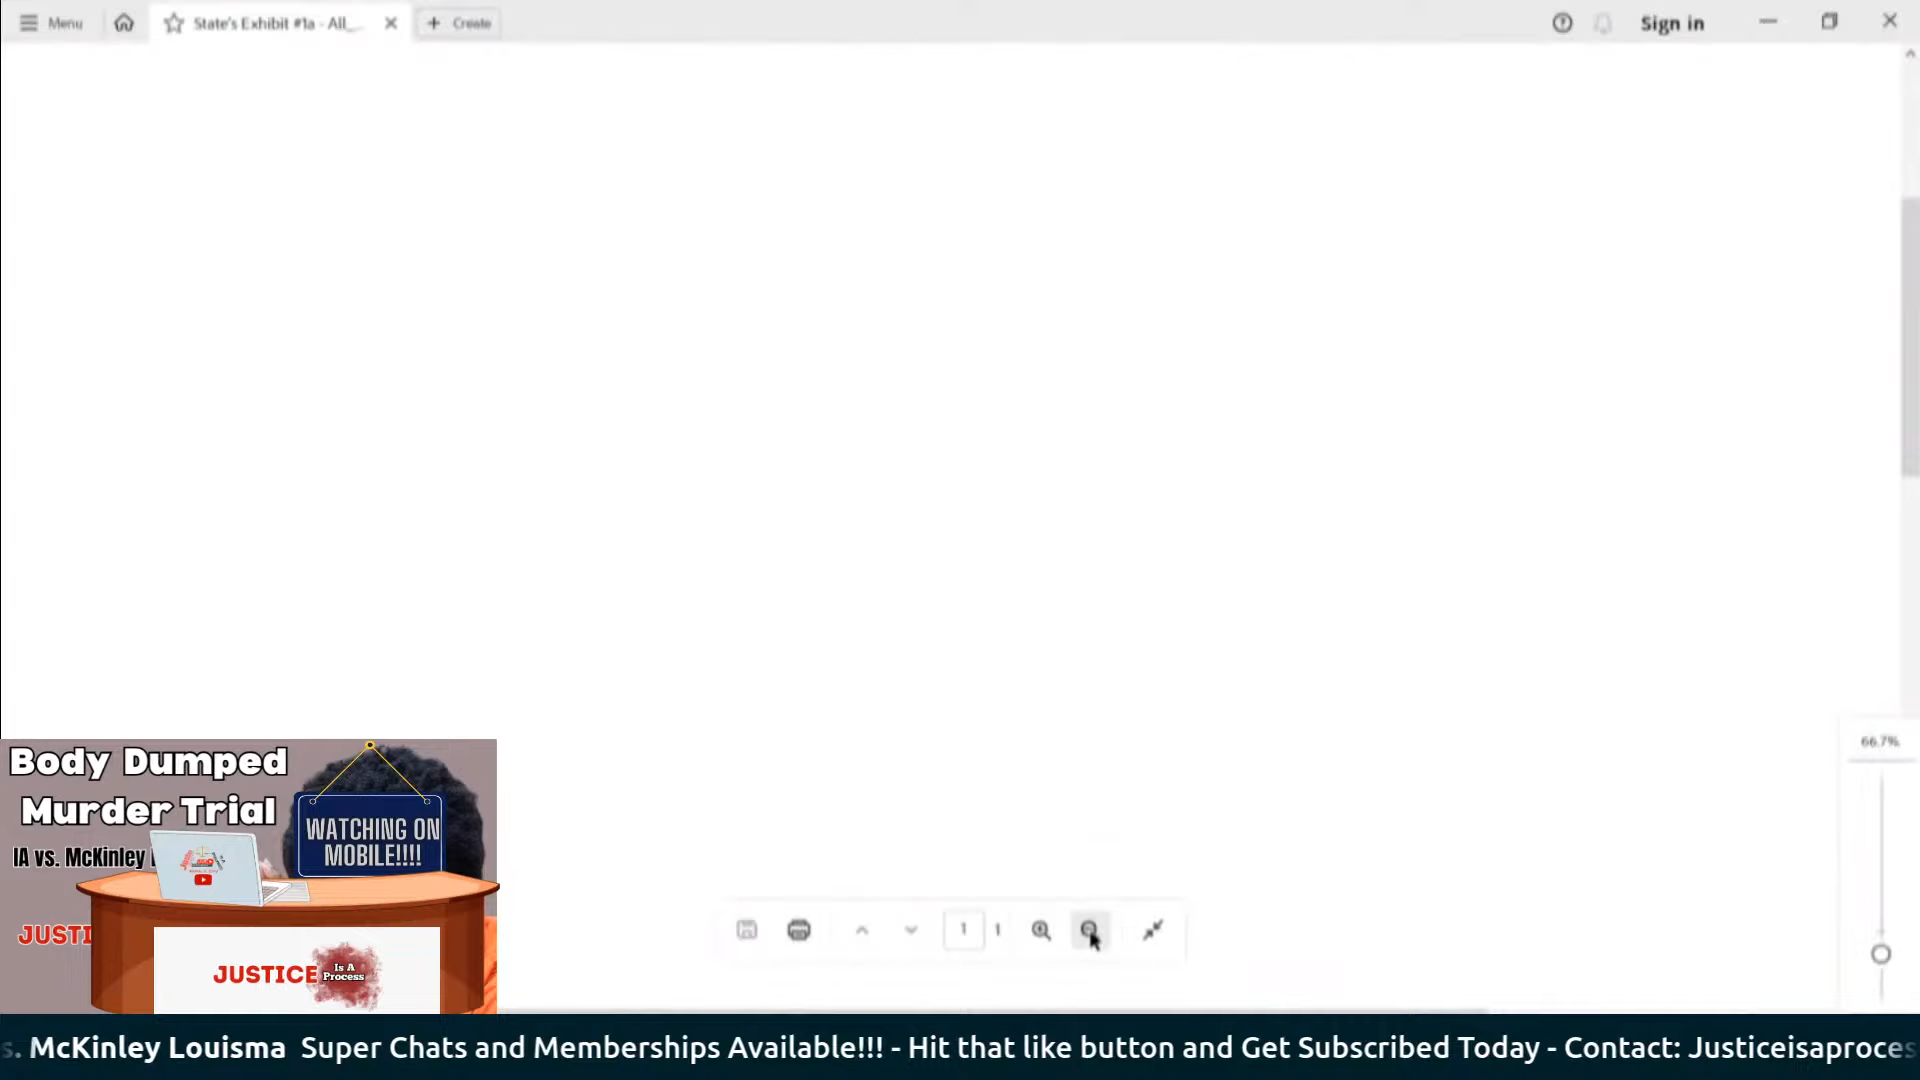 Menu
State's Exhibit #1a - All_...
Create
Sign in
66.7%
Body Dumped
Murder Trial
IA vs. McKinley
WATCHING ON
MOBILE!!!!
JUSTI
JUSTICE Is A
Process
1 1
s. McKinley Louisma Super Chats and Memberships Available!!! - Hit that like button and Get Subscribed Today - Contact: Justiceisaproces